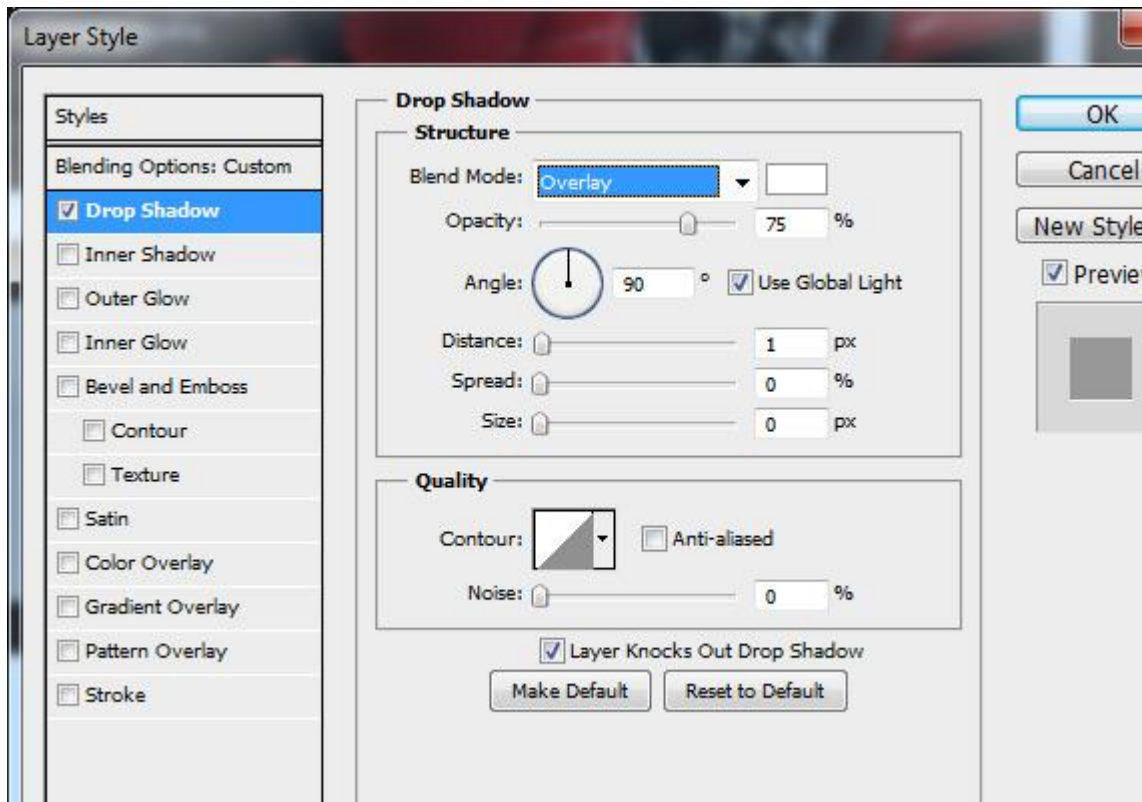 Layer Style
Styles
Blending Options: Custom
Drop Shadow
Inner Shadow
Outer Glow
Inner Glow
Bevel and Emboss
Contour
Texture
Satin
Color Overlay
Gradient Overlay
Pattern Overlay
Stroke
Drop Shadow
Structure
Blend Mode: Overlay
Opacity: 75 %
Angle: 90 ° Use Global Light
Distance: 1 px
Spread: 0 %
Size: 0 px
Quality
Contour: Anti-aliased
Noise: 0 %
Layer Knocks Out Drop Shadow
Make Default Reset to Default
OK
Cancel
New Style
Previe